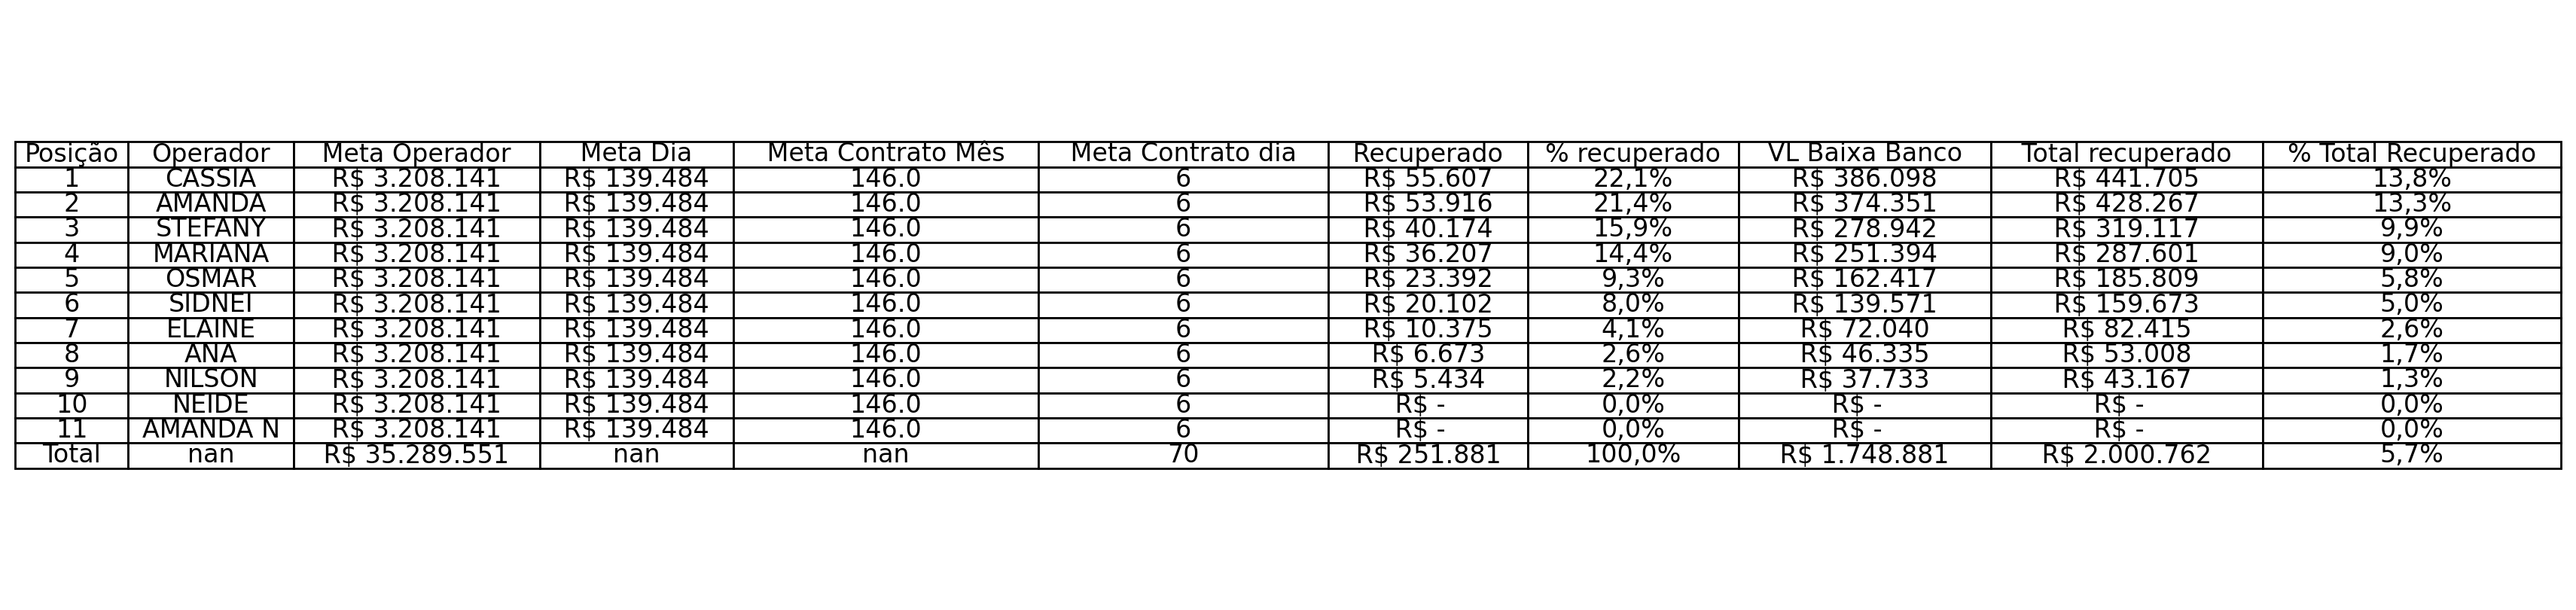 Posição Operador Meta Operador Meta Dia Meta Contrato Mês Meta Contrato dia Recuperado % recuperado VL Baixa Banco Total recuperado % Total Recuperado
1 CASSIA R$ 3.208.141 R$ 139.484 146.0 6 R$ 55.607 22,1% R$ 386.098 R$ 441.705 13,8%
2 AMANDA R$ 3.208.141 R$ 139.484 146.0 6 R$ 53.916 21,4% R$ 374.351 R$ 428.267 13,3%
3 STEFANY R$ 3.208.141 R$ 139.484 146.0 6 R$ 40.174 15,9% R$ 278.942 R$ 319.117 9,9%
4 MARIANA R$ 3.208.141 R$ 139.484 146.0 6 R$ 36.207 14,4% R$ 251.394 R$ 287.601 9,0%
5 OSMAR R$ 3.208.141 R$ 139.484 146.0 6 R$ 23.392 9,3% R$ 162.417 R$ 185.809 5,8%
6 SIDNEI R$ 3.208.141 R$ 139.484 146.0 6 R$ 20.102 8,0% R$ 139.571 R$ 159.673 5,0%
7 ELAINE R$ 3.208.141 R$ 139.484 146.0 6 R$ 10.375 4,1% R$ 72.040 R$ 82.415 2,6%
8 ANA R$ 3.208.141 R$ 139.484 146.0 6 R$ 6.673 2,6% R$ 46.335 R$ 53.008 1,7%
9 NILSON R$ 3.208.141 R$ 139.484 146.0 6 R$ 5.434 2,2% R$ 37.733 R$ 43.167 1,3%
10 NEIDE R$ 3.208.141 R$ 139.484 146.0 6 R$ - 0,0% R$ - R$ - 0,0%
11 AMANDA N R$ 3.208.141 R$ 139.484 146.0 6 R$ - 0,0% R$ - R$ - 0,0%
Total nan R$ 35.289.551 nan nan 70 R$ 251.881 100,0% R$ 1.748.881 R$ 2.000.762 5,7%